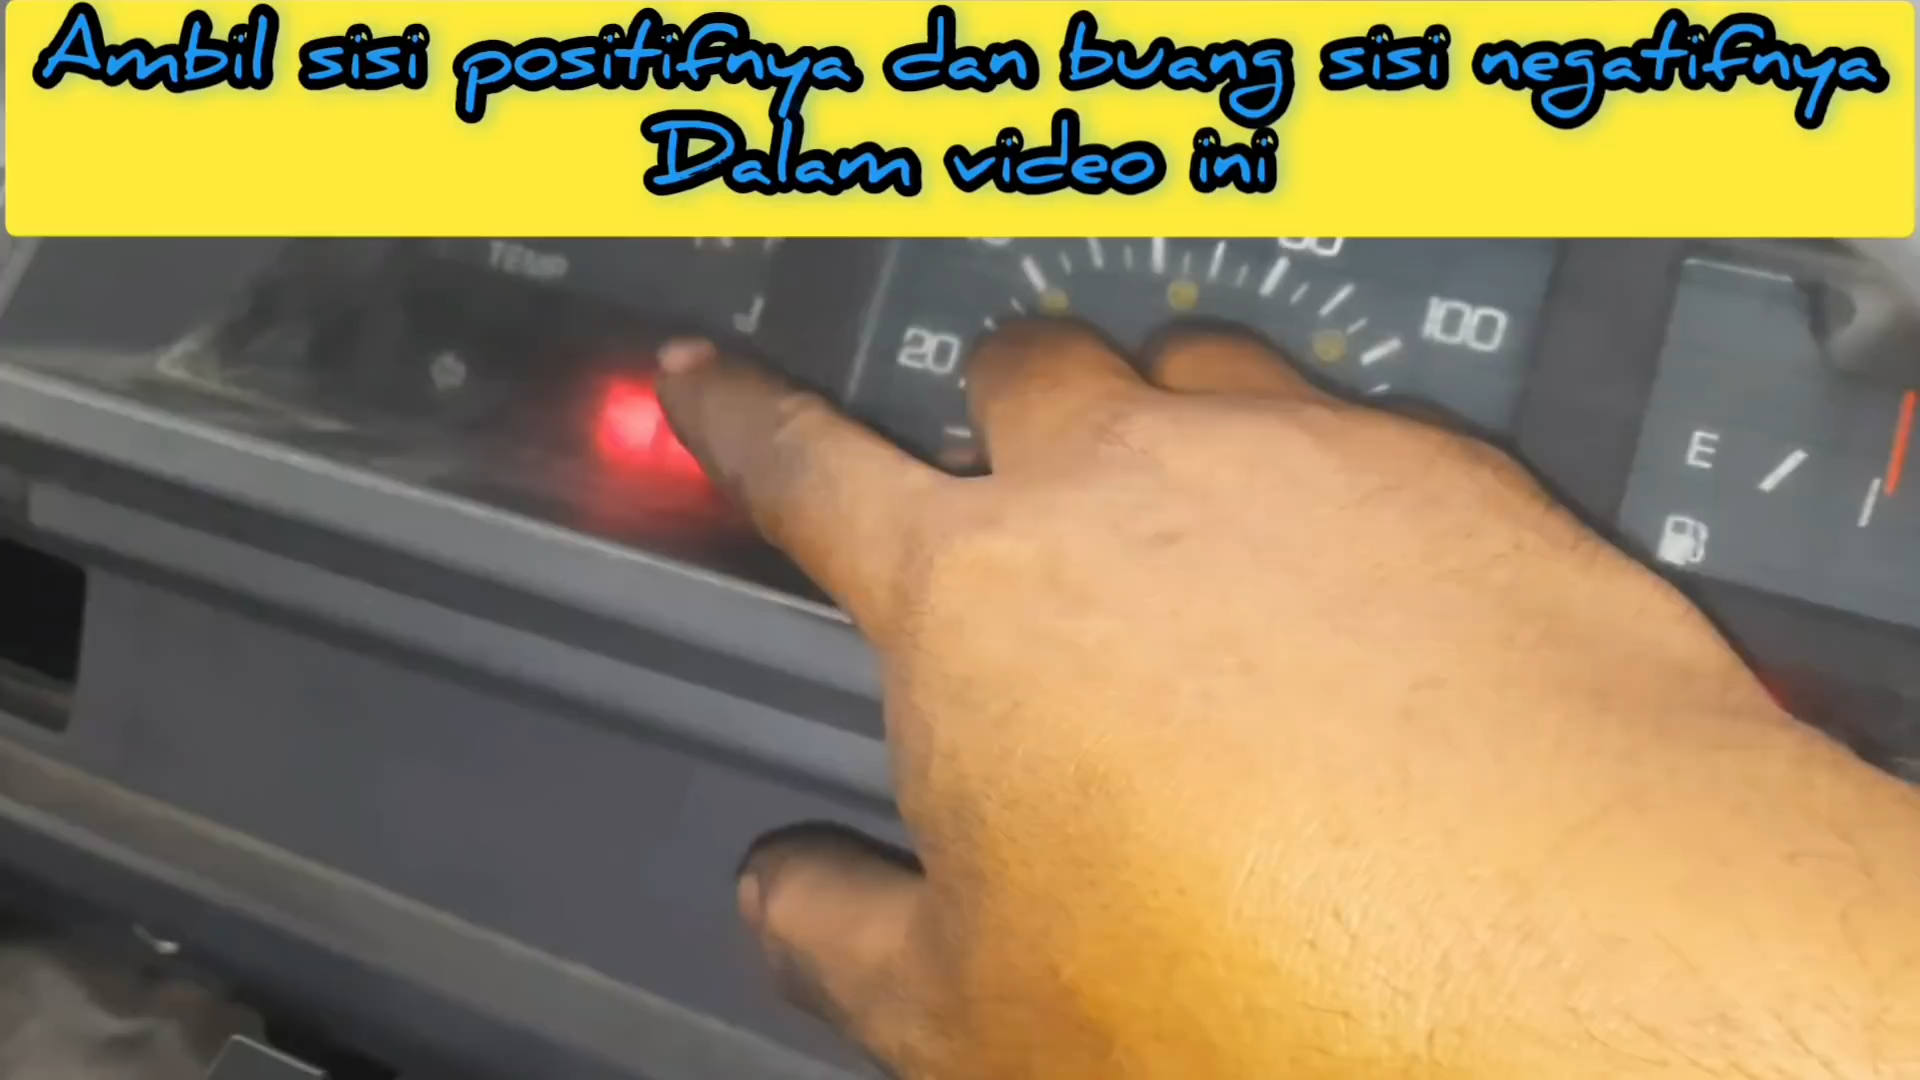 Ambil sisi positifnya dan buang sisi negatifnya
Dalam video ini
TEMP
20
100
E